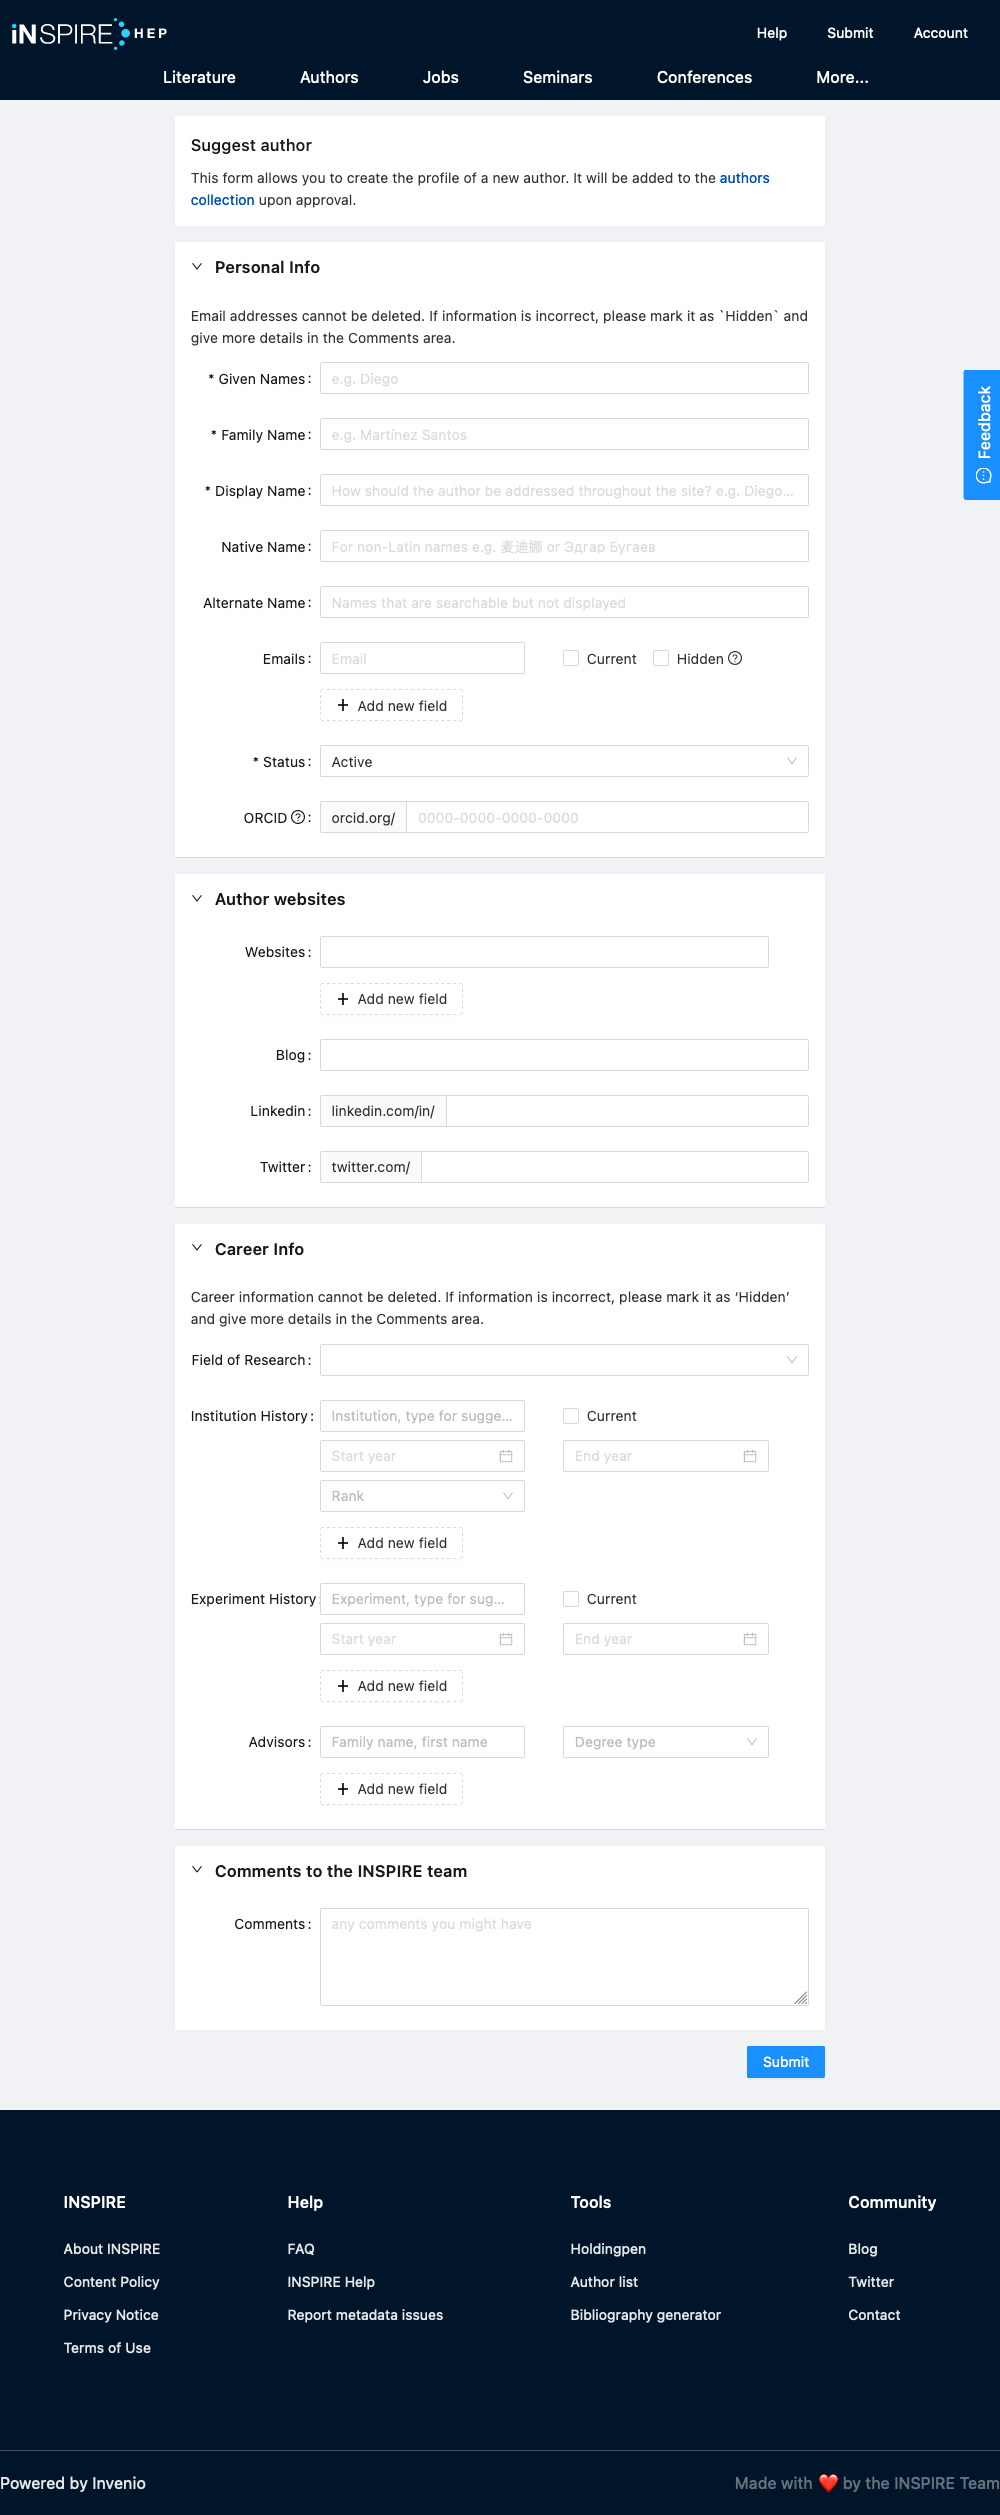 iNSPIRE HEP
Help
Submit
Account
Literature
Authors
Jobs
Seminars
Conferences
More...
Suggest author
This form allows you to create the profile of a new author. It will be added to the authors
collection upon approval.
Personal Info
Email addresses cannot be deleted. If information is incorrect, please mark it as `Hidden` and
give more details in the Comments area.
* Given Names:
e.g. Diego
* Family Name:
e.g. Martínez Santos
* Display Name:
How should the author be addressed throughout the site? e.g. Diego...
Native Name:
For non-Latin names e.g. 麦迪娜 or Эдгар Бугаев
Alternate Name:
Names that are searchable but not displayed
Emails:
Email
Current
Hidden
+ Add new field
* Status:
Active
ORCID :
orcid.org/
0000-0000-0000-0000
Feedback
Author websites
Websites:
+ Add new field
Blog:
Linkedin:
linkedin.com/in/
Twitter:
twitter.com/
Career Info
Career information cannot be deleted. If information is incorrect, please mark it as ‘Hidden’
and give more details in the Comments area.
Field of Research:
Institution History:
Institution, type for sugge...
Current
Start year
End year
Rank
+ Add new field
Experiment History
Experiment, type for sug...
Current
Start year
End year
+ Add new field
Advisors:
Family name, first name
Degree type
+ Add new field
Comments to the INSPIRE team
Comments:
any comments you might have
Submit
INSPIRE
About INSPIRE
Content Policy
Privacy Notice
Terms of Use
Help
FAQ
INSPIRE Help
Report metadata issues
Tools
Holdingpen
Author list
Bibliography generator
Community
Blog
Twitter
Contact
Powered by Invenio
Made with ❤️ by the INSPIRE Team